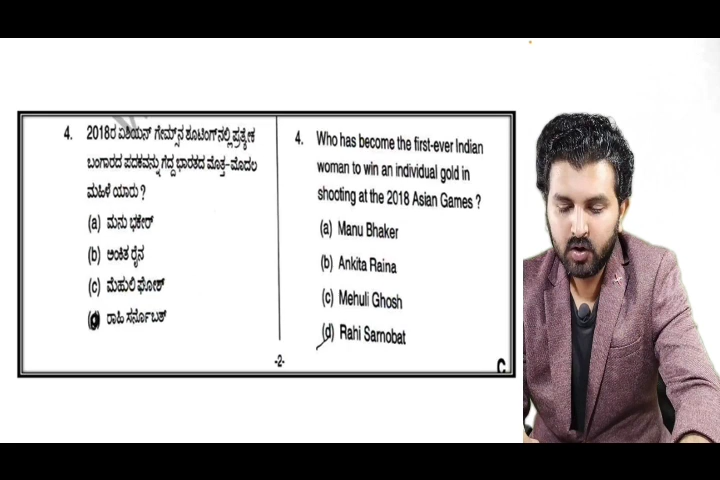 4. 2018ರ ಏಶಿಯನ್ ಗೇಮ್ಸ್‌ನ ಶೂಟಿಂಗ್‌ನಲ್ಲಿ ಪ್ರತ್ಯೇಕ
ಬಂಗಾರದ ಪದಕವನ್ನು ಗೆದ್ದ ಭಾರತದ ಮೊತ್ತ-ಮೊದಲ
ಮಹಿಳೆ ಯಾರು ?
(a) ಮನು ಭಕೇರ್
(b) ಅಂಕಿತ ರೈನ
(c) ಮೆಹುಲಿ ಘೋಶ್
(d) ರಾಹಿ ಸರ್ನೊಬತ್
4. Who has become the first-ever Indian
woman to win an individual gold in
shooting at the 2018 Asian Games ?
(a) Manu Bhaker
(b) Ankita Raina
(c) Mehuli Ghosh
(d) Rahi Sarnobat
-2-
C